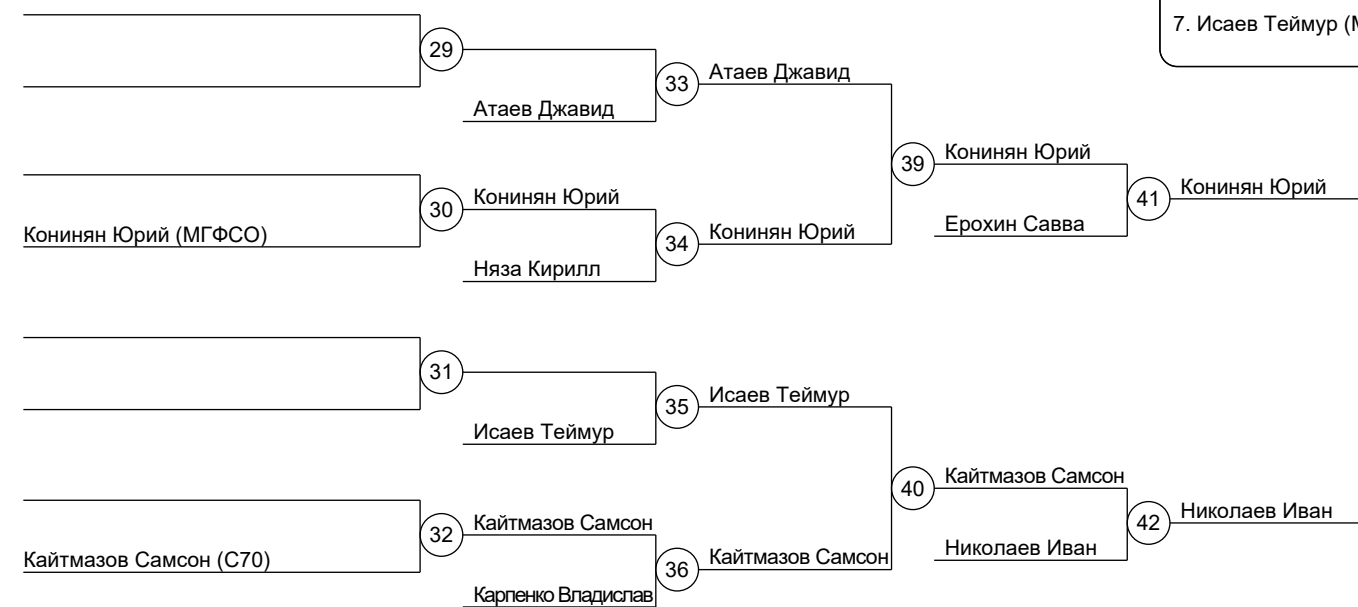 7. Исаев Теймур (М
29
33
Атаев Джавид
Атаев Джавид
39
Конинян Юрий
30
Конинян Юрий
41
Конинян Юрий
Конинян Юрий (МГФСО)
34
Конинян Юрий
Ерохин Савва
Няза Кирилл
31
35
Исаев Теймур
Исаев Теймур
40
Кайтмазов Самсон
32
Кайтмазов Самсон
42
Николаев Иван
Кайтмазов Самсон (С70)
36
Кайтмазов Самсон
Николаев Иван
Карпенко Владислав